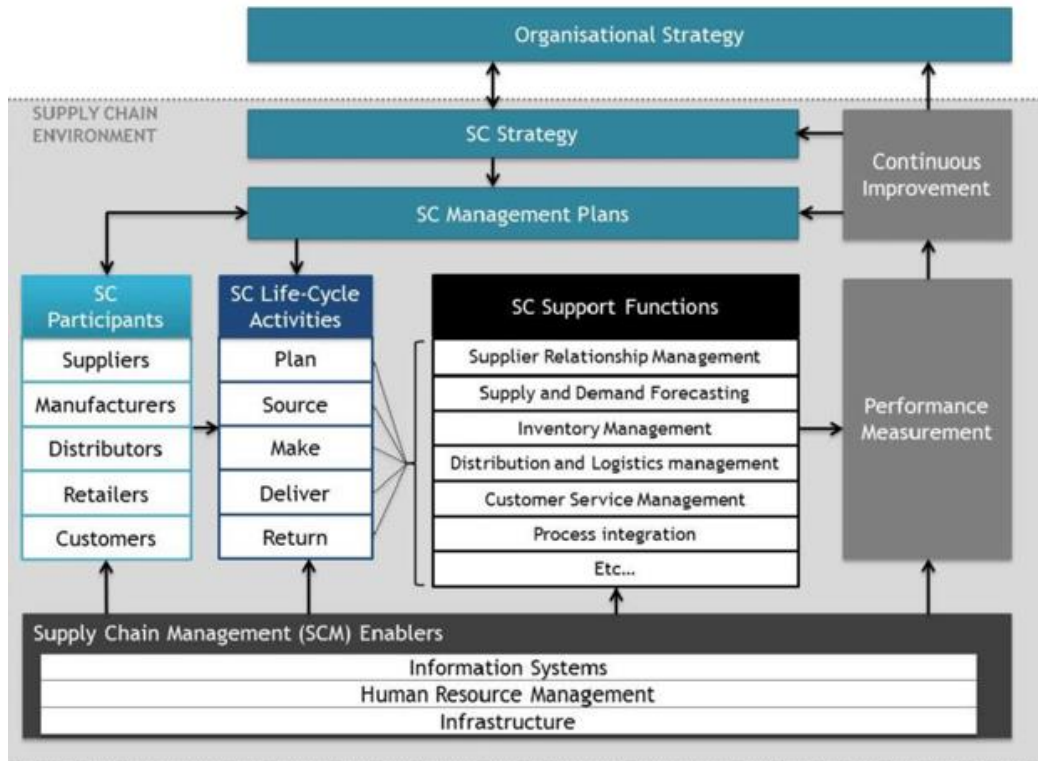 Organisational Strategy
SUPPLY CHAIN
ENVIRONMENT
SC Strategy
Continuous
Improvement
SC Management Plans
SC
Participants
Suppliers
Manufacturers
Distributors
Retailers
Customers
SC Life-Cycle
Activities
Plan
Source
Make
Deliver
Return
SC Support Functions
Supplier Relationship Management
Supply and Demand Forecasting
Inventory Management
Distribution and Logistics management
Customer Service Management
Process integration
Etc...
Performance
Measurement
Supply Chain Management (SCM) Enablers
Information Systems
Human Resource Management
Infrastructure